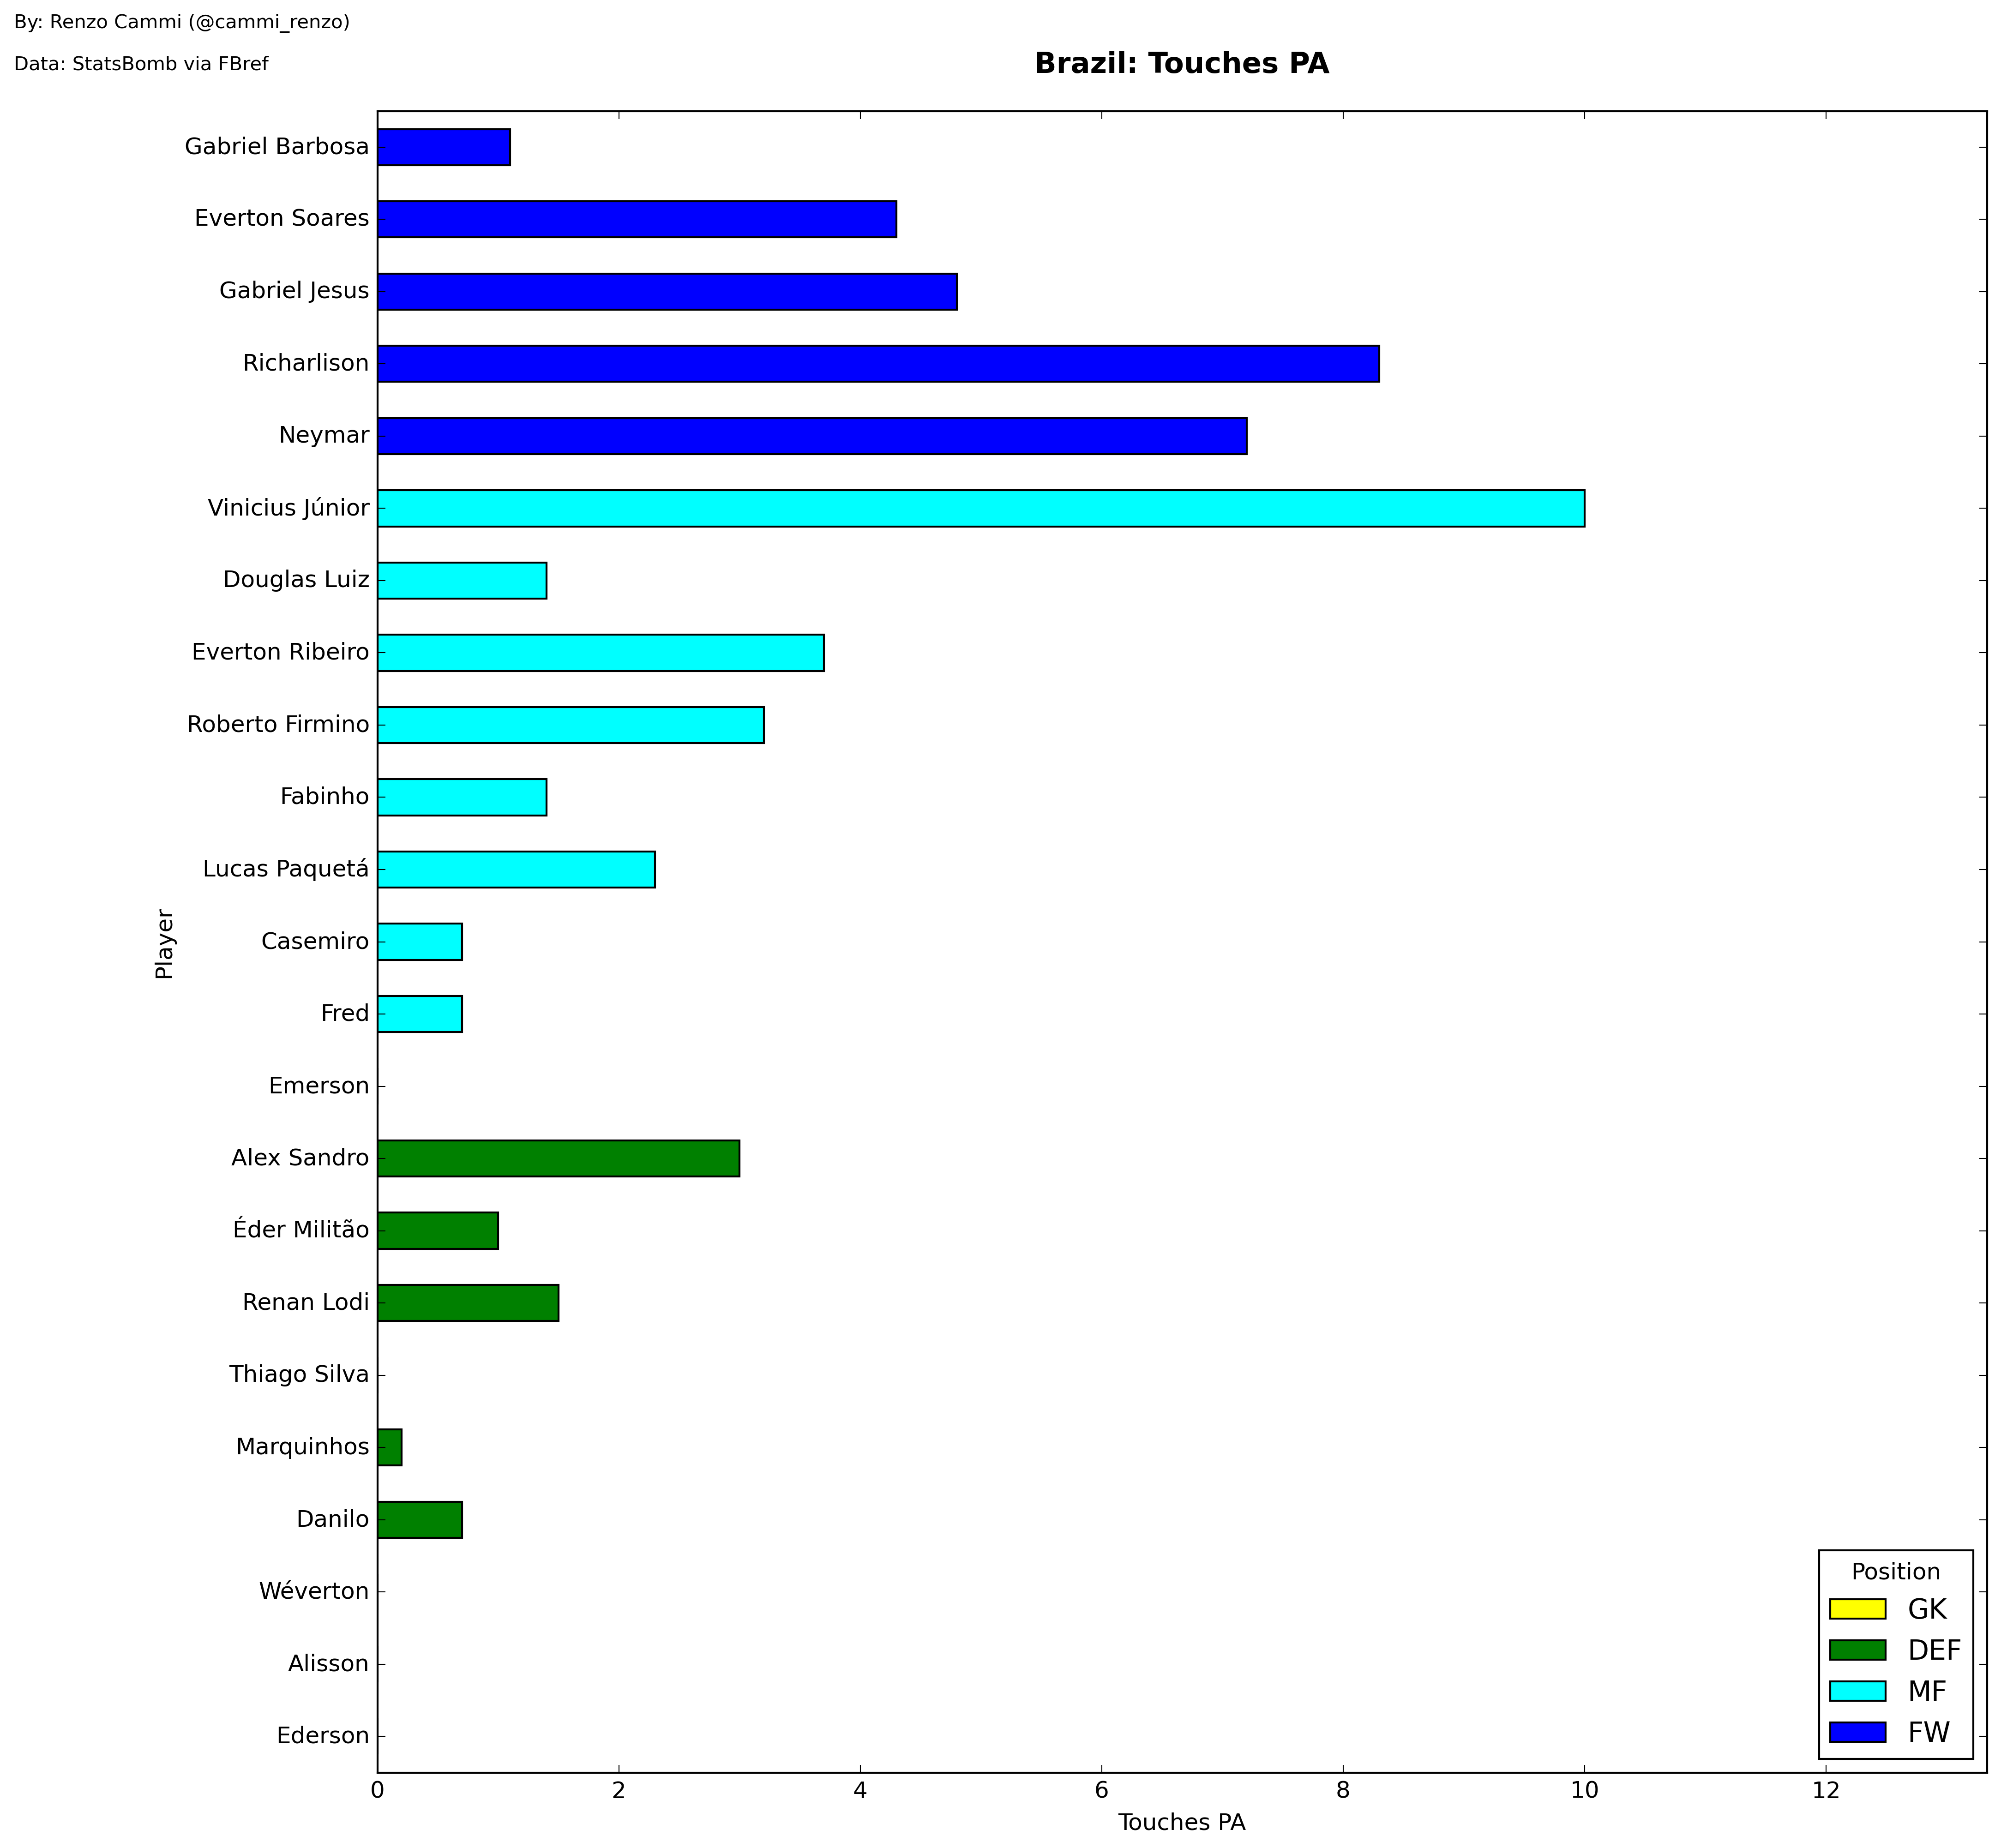 By: Renzo Cammi (@cammi_renzo)
Data: StatsBomb via FBref
Brazil: Touches PA
Gabriel Barbosa
Everton Soares
Gabriel Jesus
Richarlison
Neymar
Vinicius Júnior
Douglas Luiz
Everton Ribeiro
Roberto Firmino
Fabinho
Lucas Paquetá
Casemiro
Fred
Emerson
Alex Sandro
Éder Militão
Renan Lodi
Thiago Silva
Marquinhos
Danilo
Wéverton
Alisson
Ederson
Player
0 2 4 6 8 10 12
Touches PA
Position
GK
DEF
MF
FW